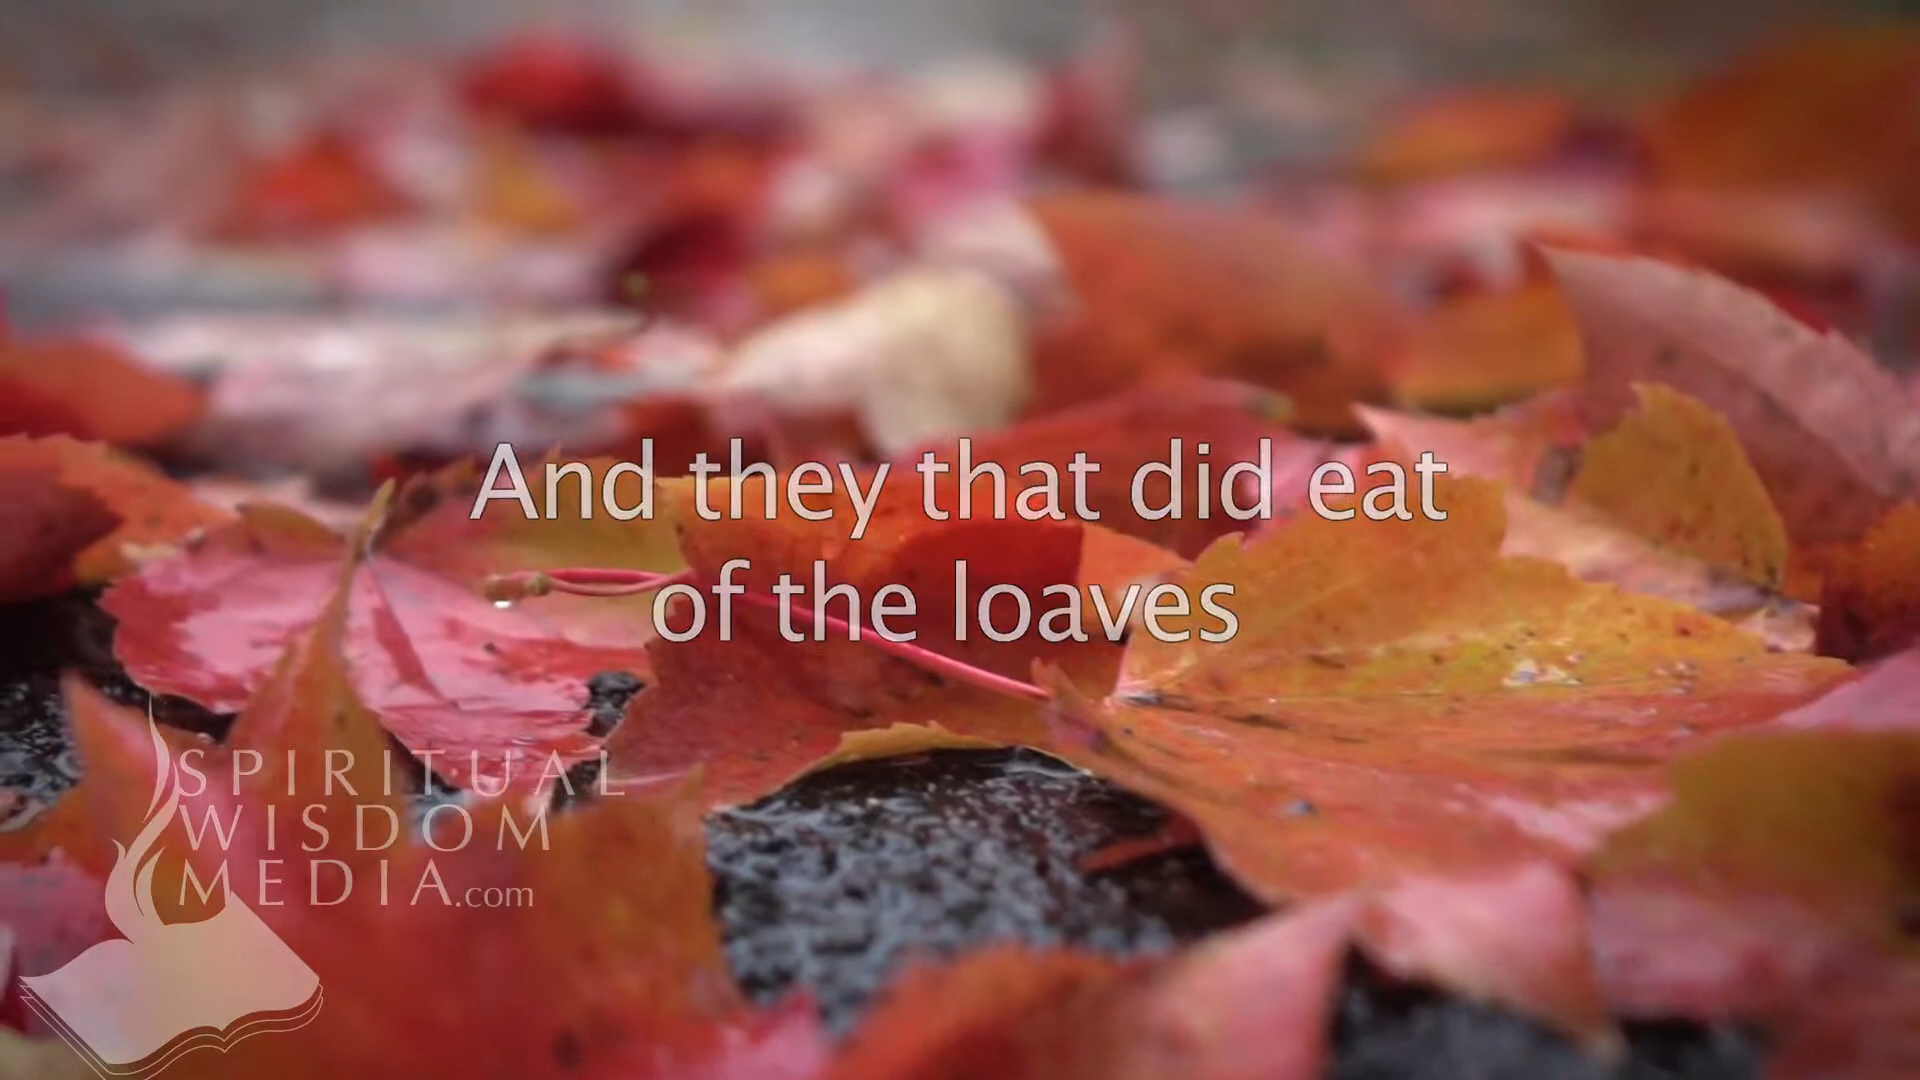 And they that did eat
of the loaves
SPIRITUAL
WISDOM
MEDIA.com